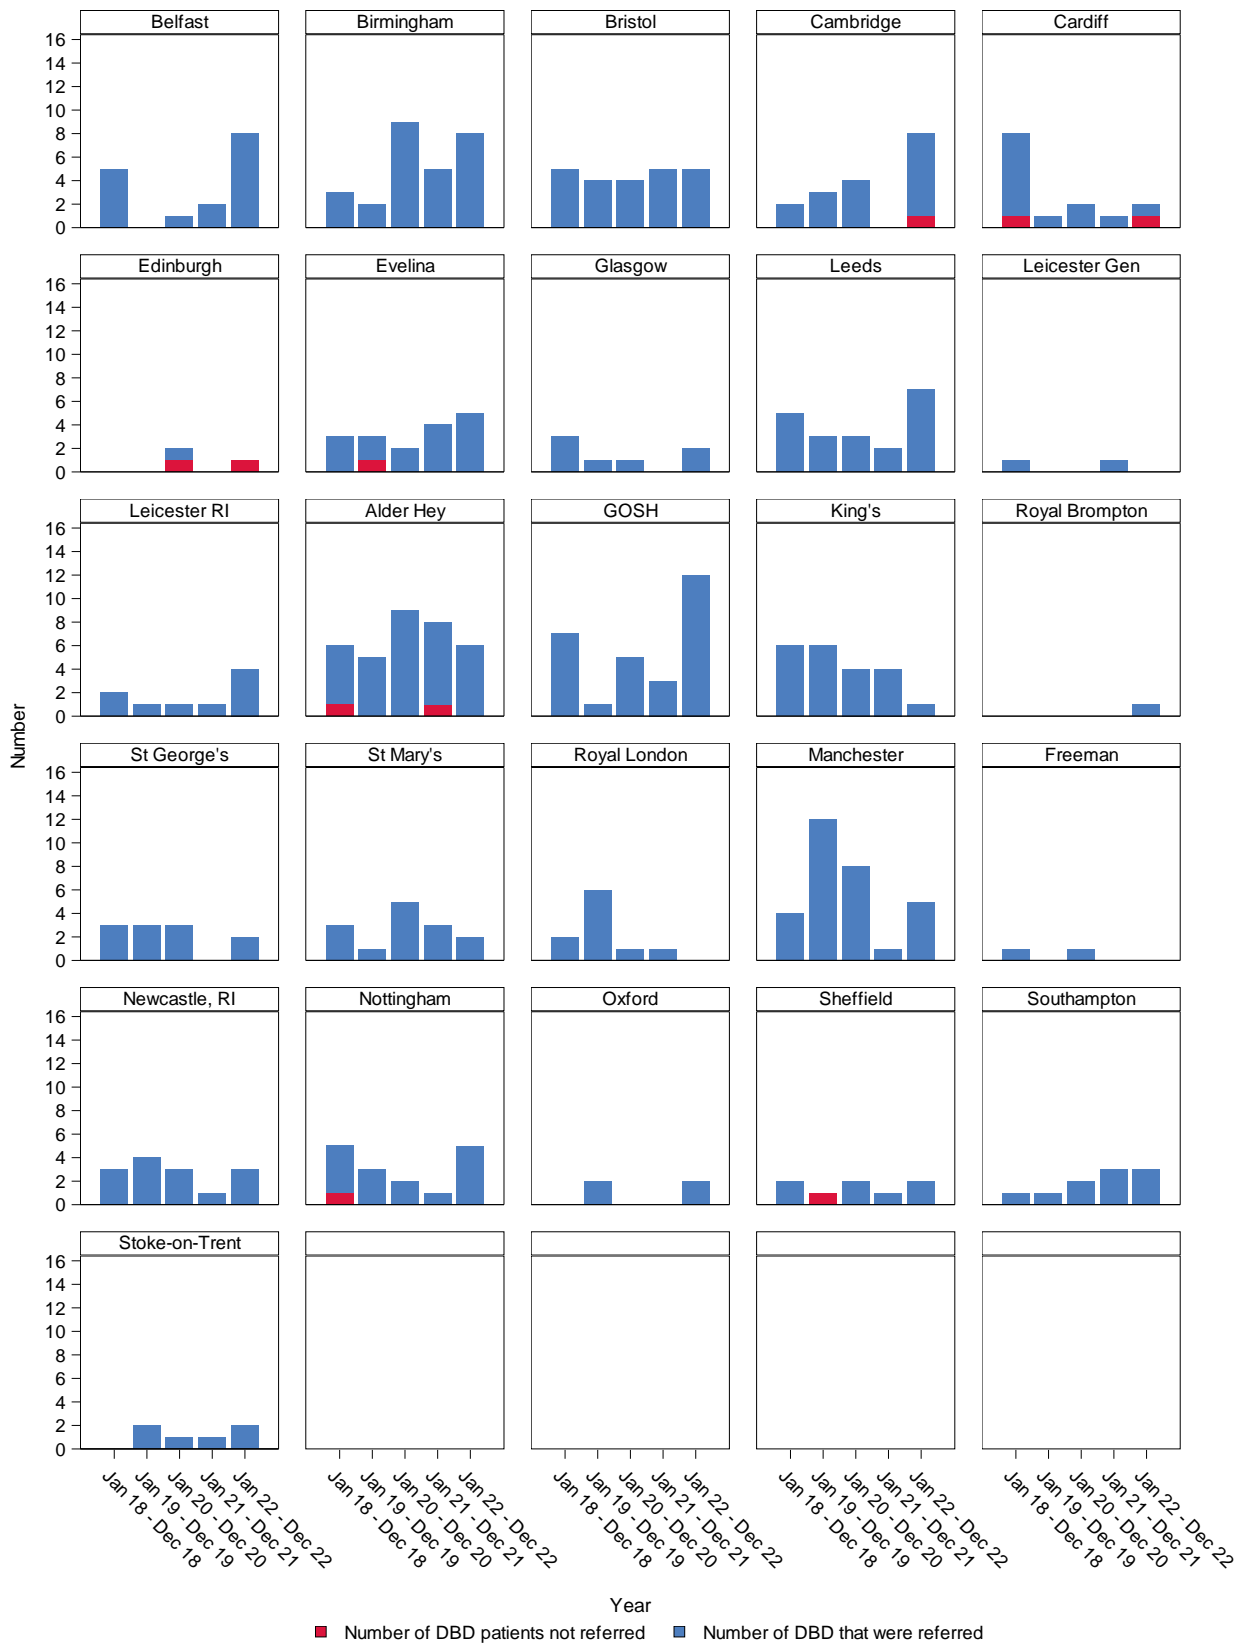 Belfast Birmingham Bristol Cambridge Cardiff
16
14
12
10
8
6
4
2
0
Edinburgh Evelina Glasgow Leeds Leicester Gen
16
14
12
10
8
6
4
2
0
Leicester RI Alder Hey GOSH King's Royal Brompton
16
14
12
10
8
6
4
2
0
Number
St George's St Mary's Royal London Manchester Freeman
16
14
12
10
8
6
4
2
0
Newcastle, RI Nottingham Oxford Sheffield Southampton
16
14
12
10
8
6
4
2
0
Stoke-on-Trent
16
14
12
10
8
6
4
2
0
Jan 18 - Dec 18
Jan 19 - Dec 19
Jan 20 - Dec 20
Jan 21 - Dec 21
Jan 22 - Dec 22
Jan 18 - Dec 18
Jan 19 - Dec 19
Jan 20 - Dec 20
Jan 21 - Dec 21
Jan 22 - Dec 22
Jan 18 - Dec 18
Jan 19 - Dec 19
Jan 20 - Dec 20
Jan 21 - Dec 21
Jan 22 - Dec 22
Jan 18 - Dec 18
Jan 19 - Dec 19
Jan 20 - Dec 20
Jan 21 - Dec 21
Jan 22 - Dec 22
Jan 18 - Dec 18
Jan 19 - Dec 19
Jan 20 - Dec 20
Jan 21 - Dec 21
Jan 22 - Dec 22
Year
Number of DBD patients not referred Number of DBD that were referred